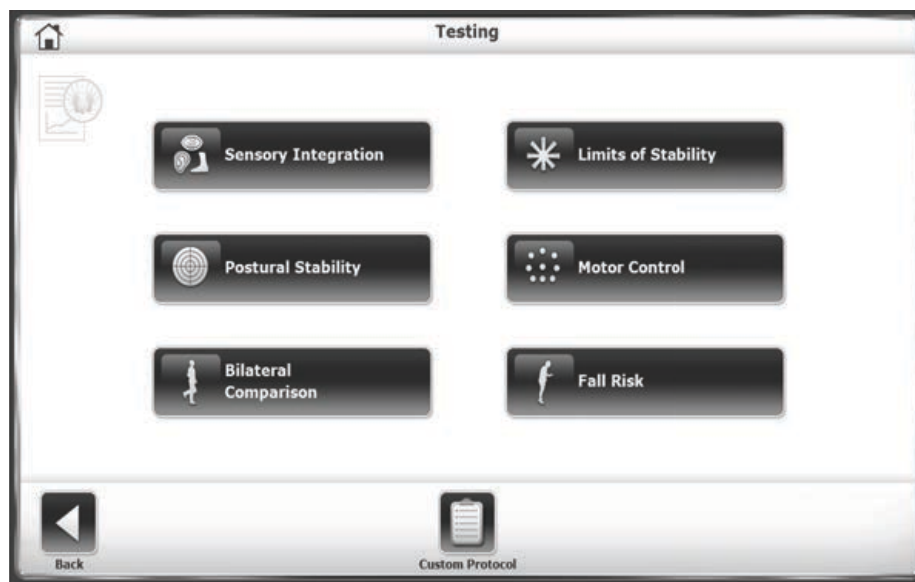 Testing
Sensory Integration
Limits of Stability
Postural Stability
Motor Control
Bilateral
Comparison
Fall Risk
Back
Custom Protocol